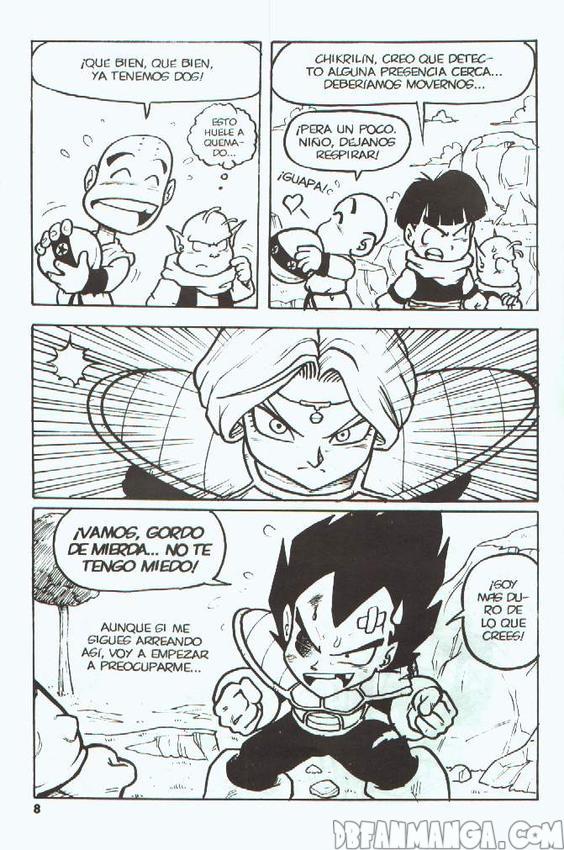 ¡QUE BIEN, QUE BIEN,
YA TENEMOS DOS!
ESTO
HUELE A
QUEMA-
DO...
CHIKRILÍN, CREO QUE DETEC-
TO ALGUNA PRESENCIA CERCA...
DEBERÍAMOS MOVERNOS...
¡PERA UN POCO.
NIÑO, DEJANOS
RESPIRAR!
¡GUAPA!
¡VAMOS, GORDO
DE MIERDA... NO TE
TENGO MIEDO!
AUNQUE SI ME
SIGUES ARREANDO
ASÍ, VOY A EMPEZAR
A PREOCUPARME...
¡SOY
MAS DU-
RO DE
LO QUE
CREES!
8
DBFANMANGA.COM